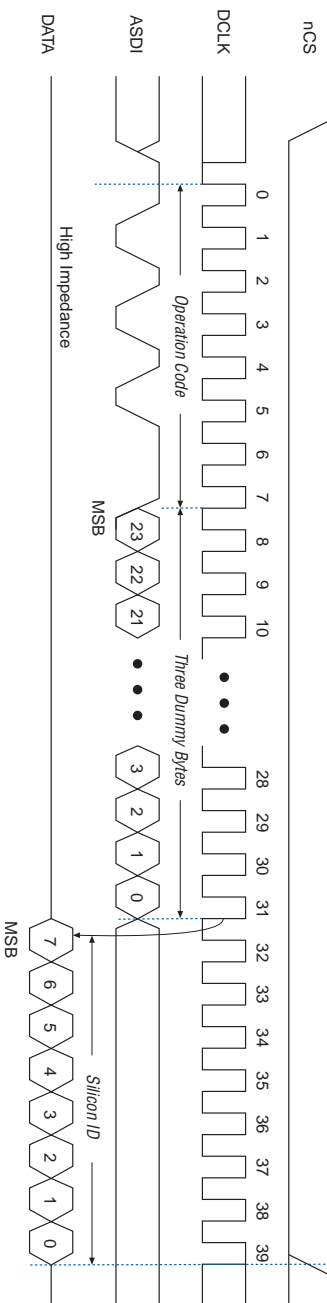 nCS
0 1 2 3 4 5 6 7 8 9 10 28 29 30 31 32 33 34 35 36 37 38 39
DCLK
Operation Code Three Dummy Bytes
ASDI
23 22 21 3 2 1 0
MSB
Silicon ID
High Impedance
DATA
7 6 5 4 3 2 1 0
MSB